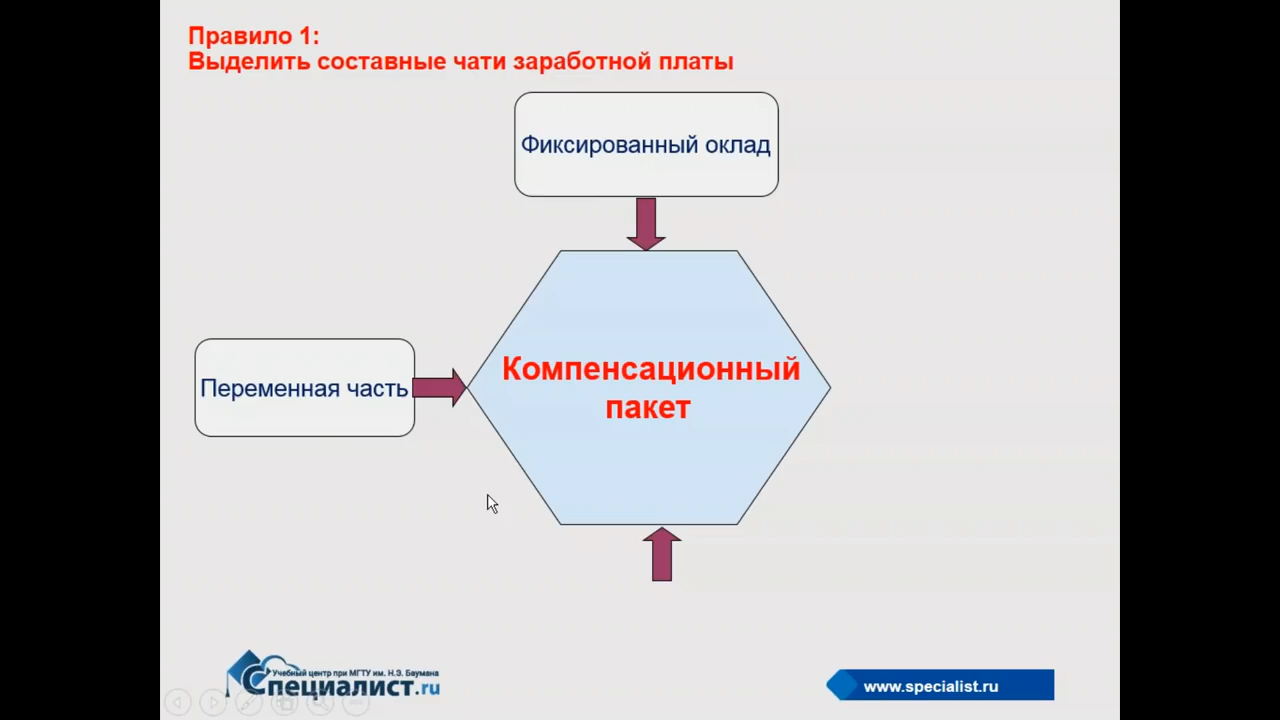 Правило 1:
Выделить составные чати заработной платы
Фиксированный оклад
Переменная часть
Компенсационный
пакет
Учебный центр при МГТУ им. Н.Э. Баумана
Специалист.ru
www.specialist.ru